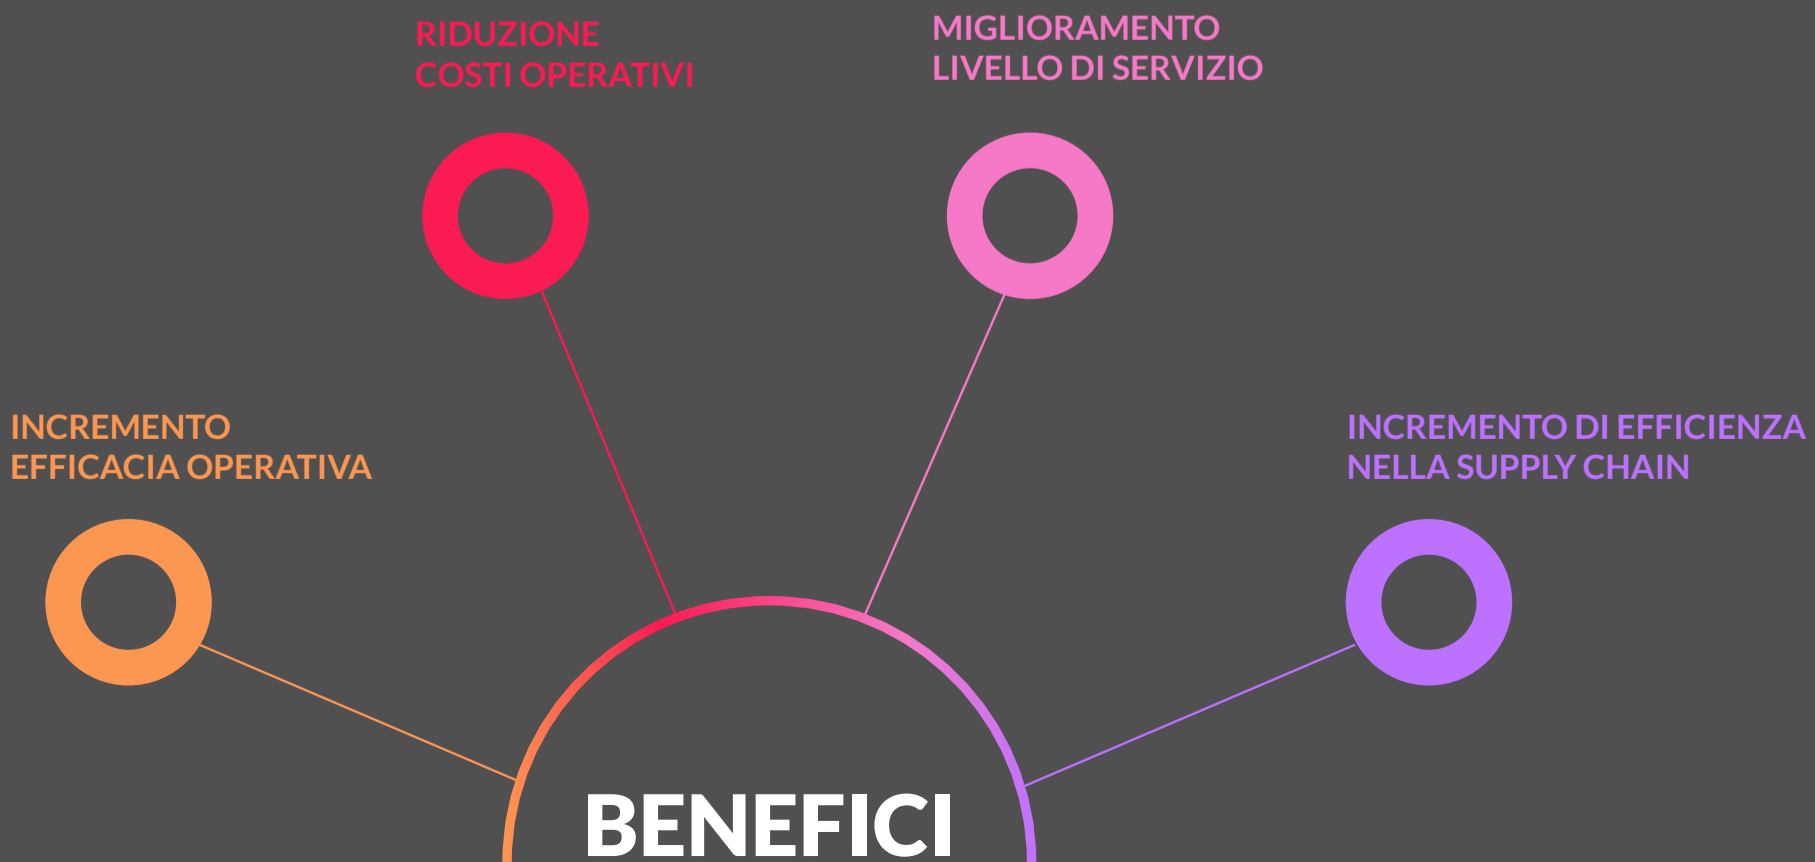 RIDUZIONE
COSTI OPERATIVI
MIGLIORAMENTO
LIVELLO DI SERVIZIO
INCREMENTO
EFFICACIA OPERATIVA
INCREMENTO DI EFFICIENZA
NELLA SUPPLY CHAIN
BENEFICI